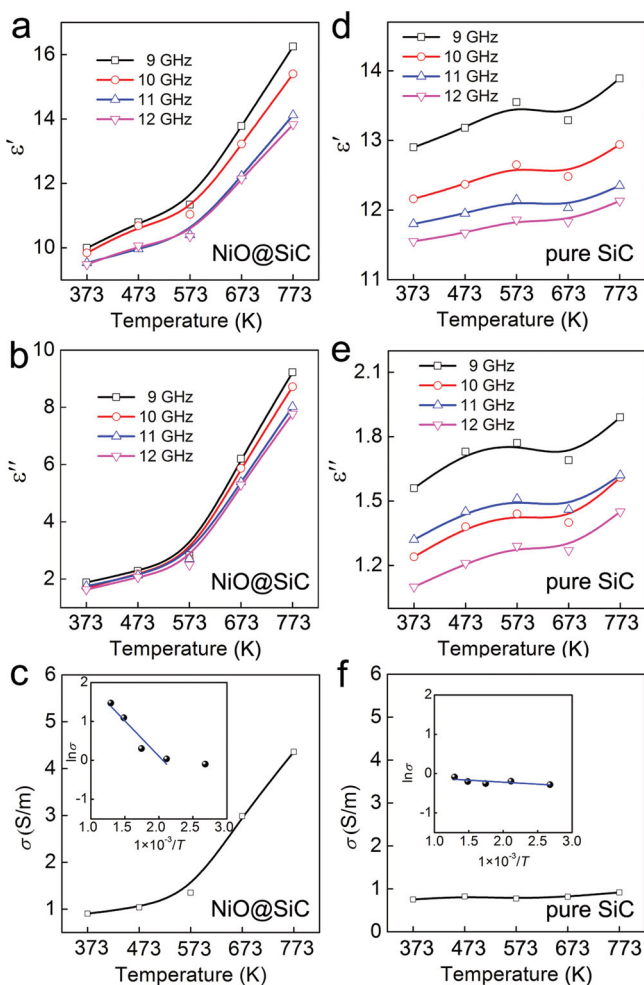 a
16
14
12
10
ε′
9 GHz
10 GHz
11 GHz
12 GHz
NiO@SiC
373 473 573 673 773
Temperature (K)
d
14
13
12
11
ε′
9 GHz
10 GHz
11 GHz
12 GHz
pure SiC
373 473 573 673 773
Temperature (K)
b
10
8
6
4
2
ε″
9 GHz
10 GHz
11 GHz
12 GHz
NiO@SiC
373 473 573 673 773
Temperature (K)
e
2.1
1.8
1.5
1.2
ε″
9 GHz
10 GHz
11 GHz
12 GHz
pure SiC
373 473 573 673 773
Temperature (K)
c
6
5
4
3
2
1
σ (S/m)
2
1
0
-1
lnσ
1.0 1.5 2.0 2.5 3.0
1×10⁻³/T
NiO@SiC
373 473 573 673 773
Temperature (K)
f
6
5
4
3
2
1
0
σ (S/m)
2
1
0
-1
lnσ
1.0 1.5 2.0 2.5 3.0
1×10⁻³/T
pure SiC
373 473 573 673 773
Temperature (K)